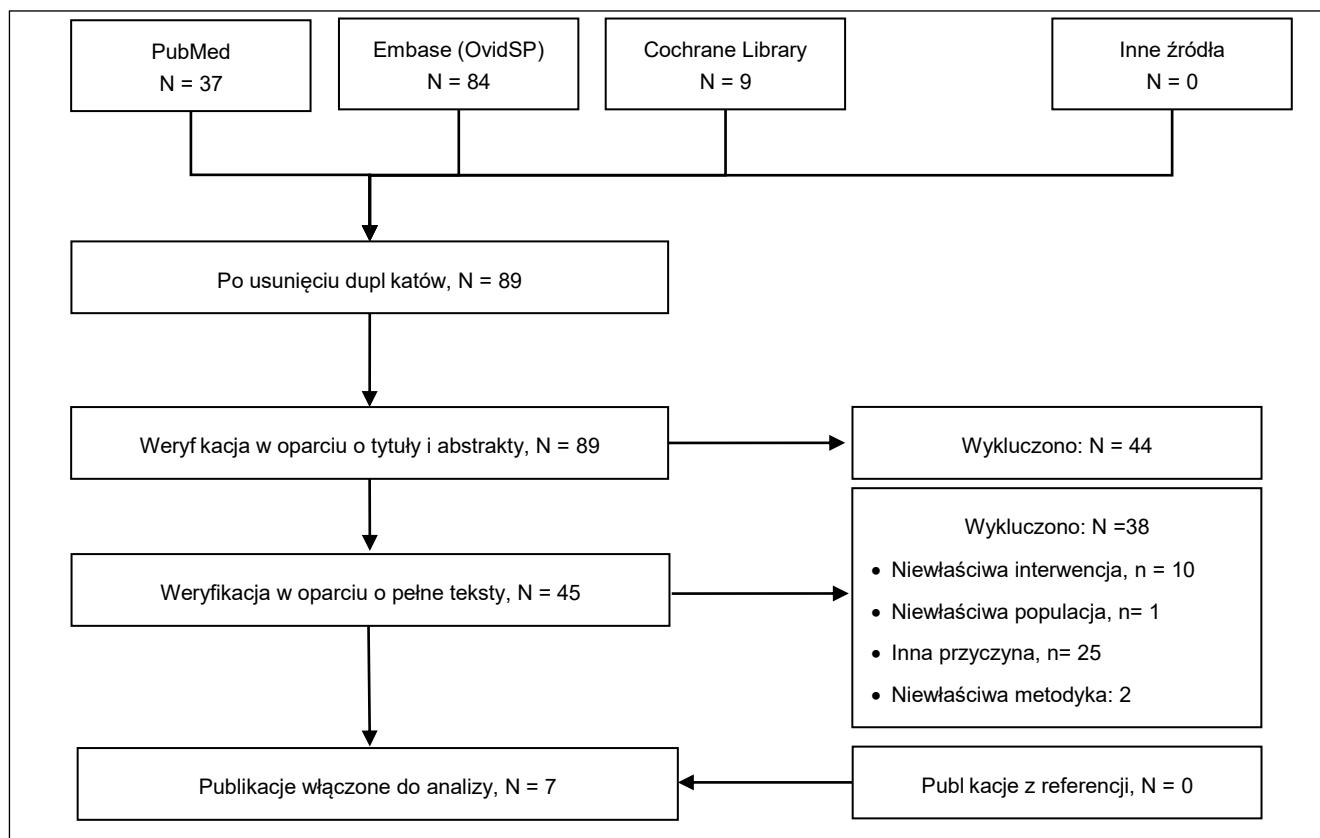 PubMed
N = 37
Embase (OvidSP)
N = 84
Cochrane Library
N = 9
Inne źródła
N = 0
Po usunięciu dupl katów, N = 89
Weryf kacja w oparciu o tytuły i abstrakty, N = 89
Wykluczono: N = 44
Weryfikacja w oparciu o pełne teksty, N = 45
Wykluczono: N =38
• Niewłaściwa interwencja, n = 10
• Niewłaściwa populacja, n= 1
• Inna przyczyna, n= 25
• Niewłaściwa metodyka: 2
Publikacje włączone do analizy, N = 7
Publ kacje z referencji, N = 0